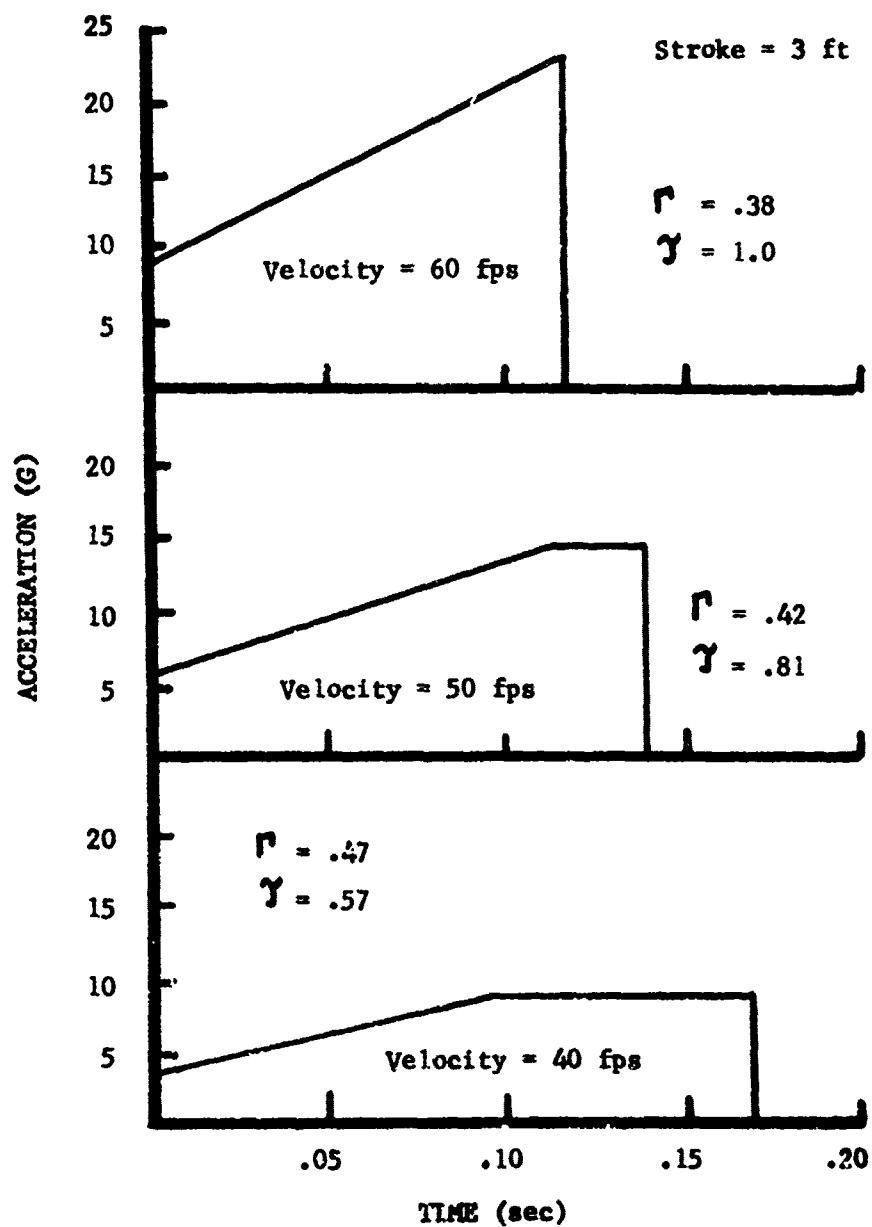 25
Stroke = 3 ft
20
15
Γ = .38
γ = 1.0
10
Velocity = 60 fps
5
ACCELERATION (G)
20
15
10
Γ = .42
γ = .81
5
Velocity = 50 fps
20
Γ = .47
γ = .57
15
10
5
Velocity = 40 fps
.05 .10 .15 .20
TIME (sec)